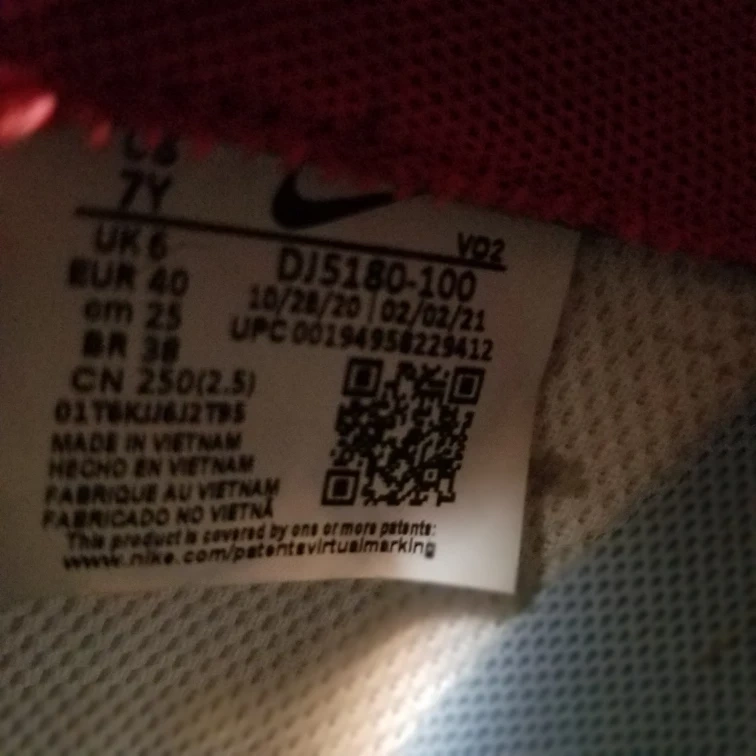 US
7Y
UK 6
EUR 40
cm 25
BR 38
CN 250(2.5)
MADE IN VIETNAM
HECHO EN VIETNAM
FABRIQUE AU VIETNAM
FABRICADO NO VIETNÃ
V02
DJ5180-100
10/28/20 | 02/02/21
UPC 00194958229412
This product is covered by one or more patents:
www.nike.com/patentsvirtualmarking